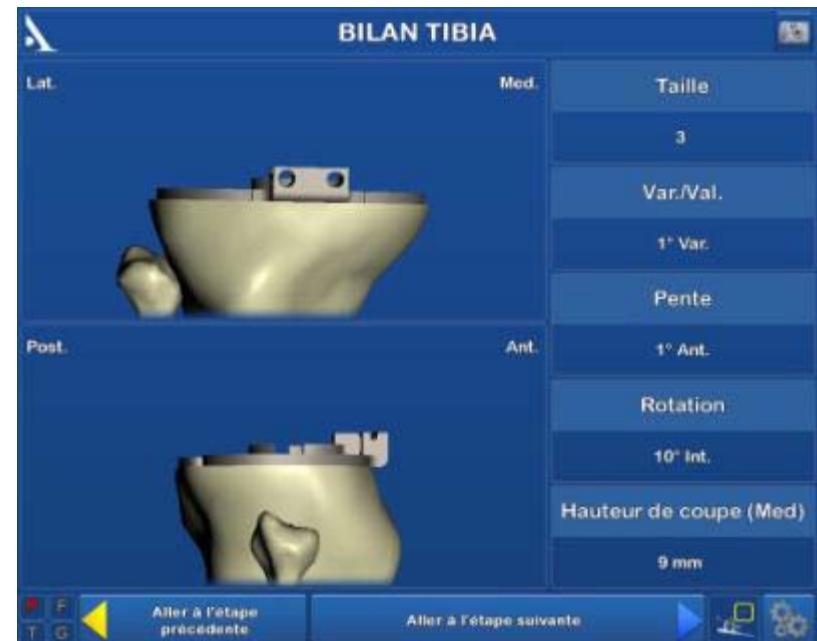 BILAN TIBIA
Lat.
Med.
Post.
Ant.
Taille
3
Var./Val.
1° Var.
Pente
1° Ant.
Rotation
10° Int.
Hauteur de coupe (Med)
9 mm
P F
T G
Aller à l'étape
précédente
Aller à l'étape suivante